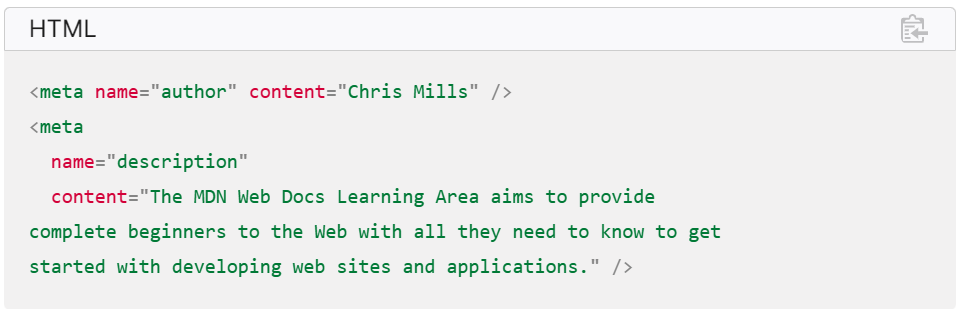 HTML
<meta name="author" content="Chris Mills" />
<meta
  name="description"
  content="The MDN Web Docs Learning Area aims to provide
complete beginners to the Web with all they need to know to get
started with developing web sites and applications." />